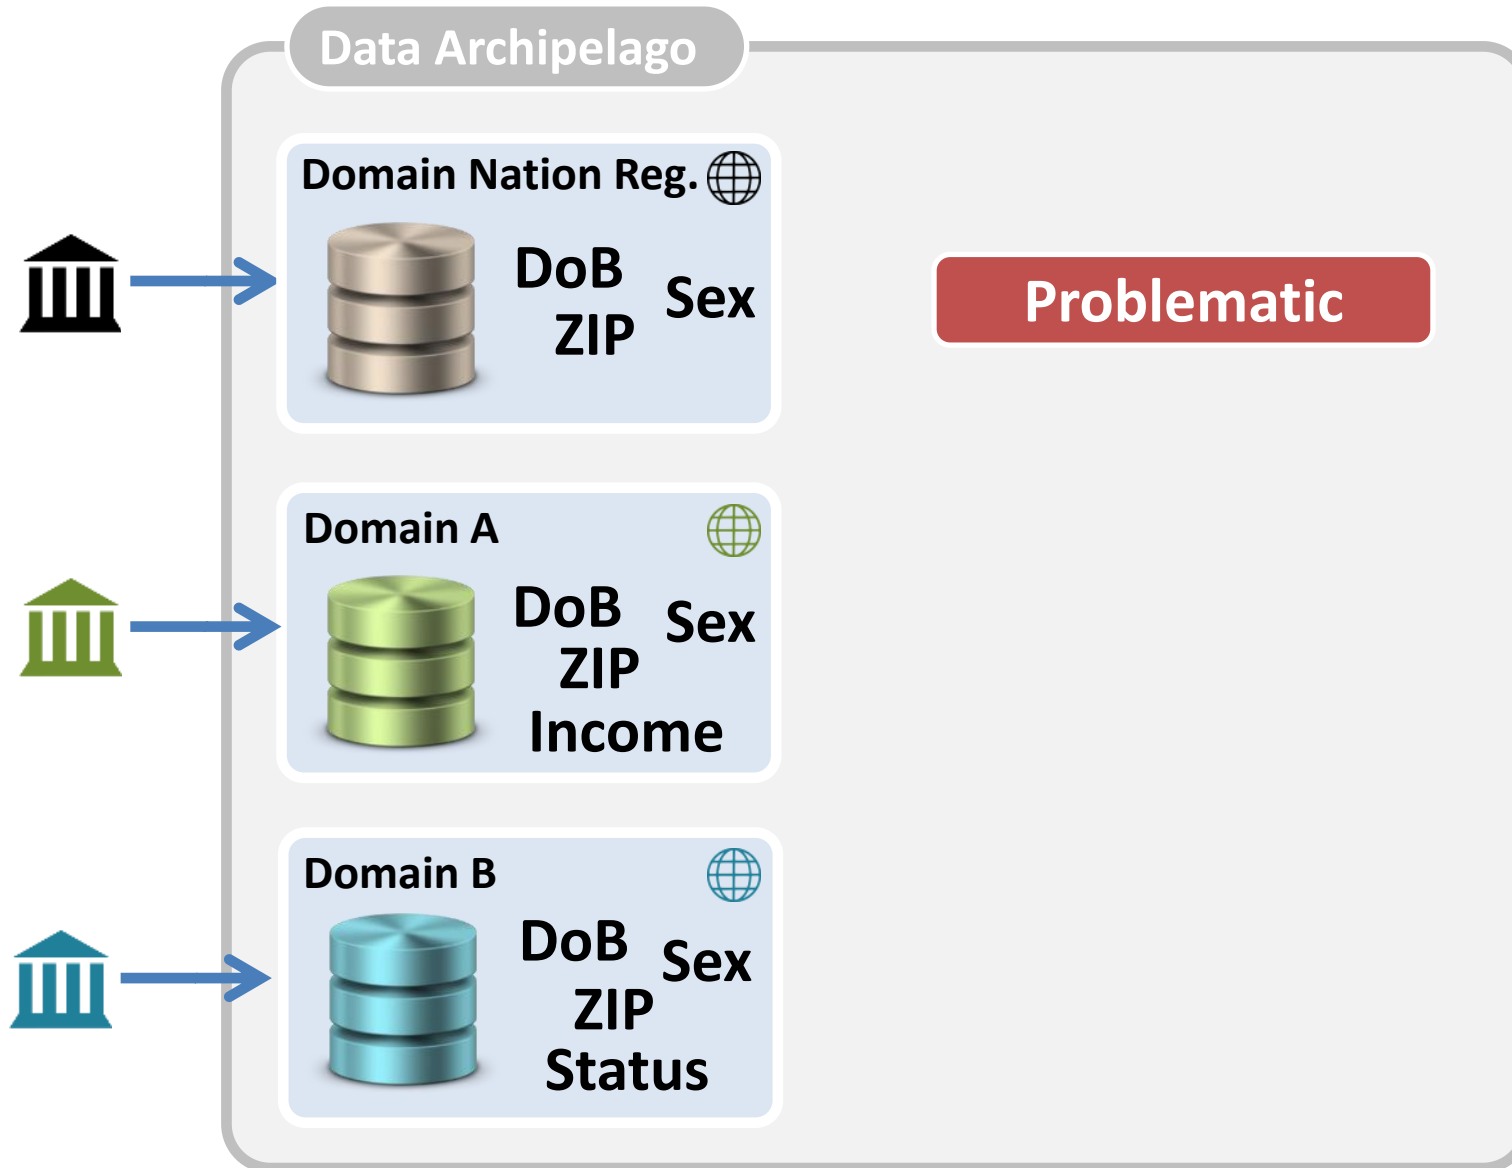 Data Archipelago
Domain Nation Reg.
DoB
Sex
ZIP
Problematic
Domain A
DoB
Sex
ZIP
Income
Domain B
DoB
Sex
ZIP
Status